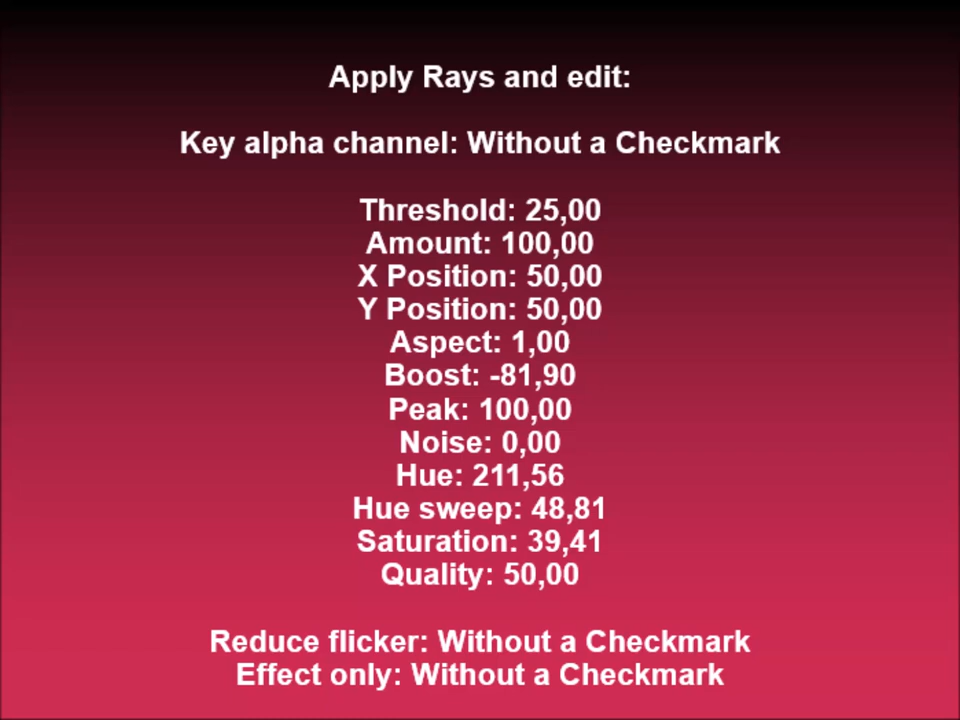 Apply Rays and edit:
Key alpha channel: Without a Checkmark
Threshold: 25,00
Amount: 100,00
X Position: 50,00
Y Position: 50,00
Aspect: 1,00
Boost: -81,90
Peak: 100,00
Noise: 0,00
Hue: 211,56
Hue sweep: 48,81
Saturation: 39,41
Quality: 50,00
Reduce flicker: Without a Checkmark
Effect only: Without a Checkmark